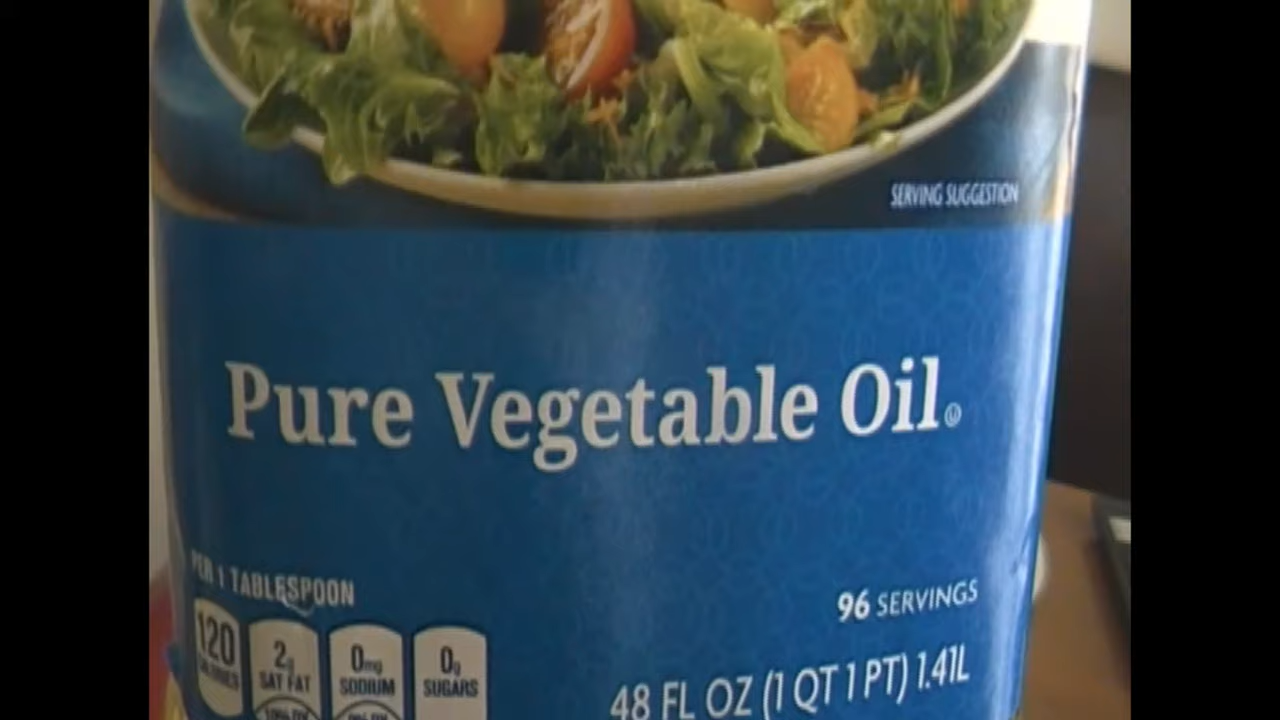 SERVING SUGGESTION
Pure Vegetable Oil
PER 1 TABLESPOON
96 SERVINGS
120 CALORIES
2g SAT FAT
0mg SODIUM
0g SUGARS
48 FL OZ (1 QT 1 PT) 1.41L